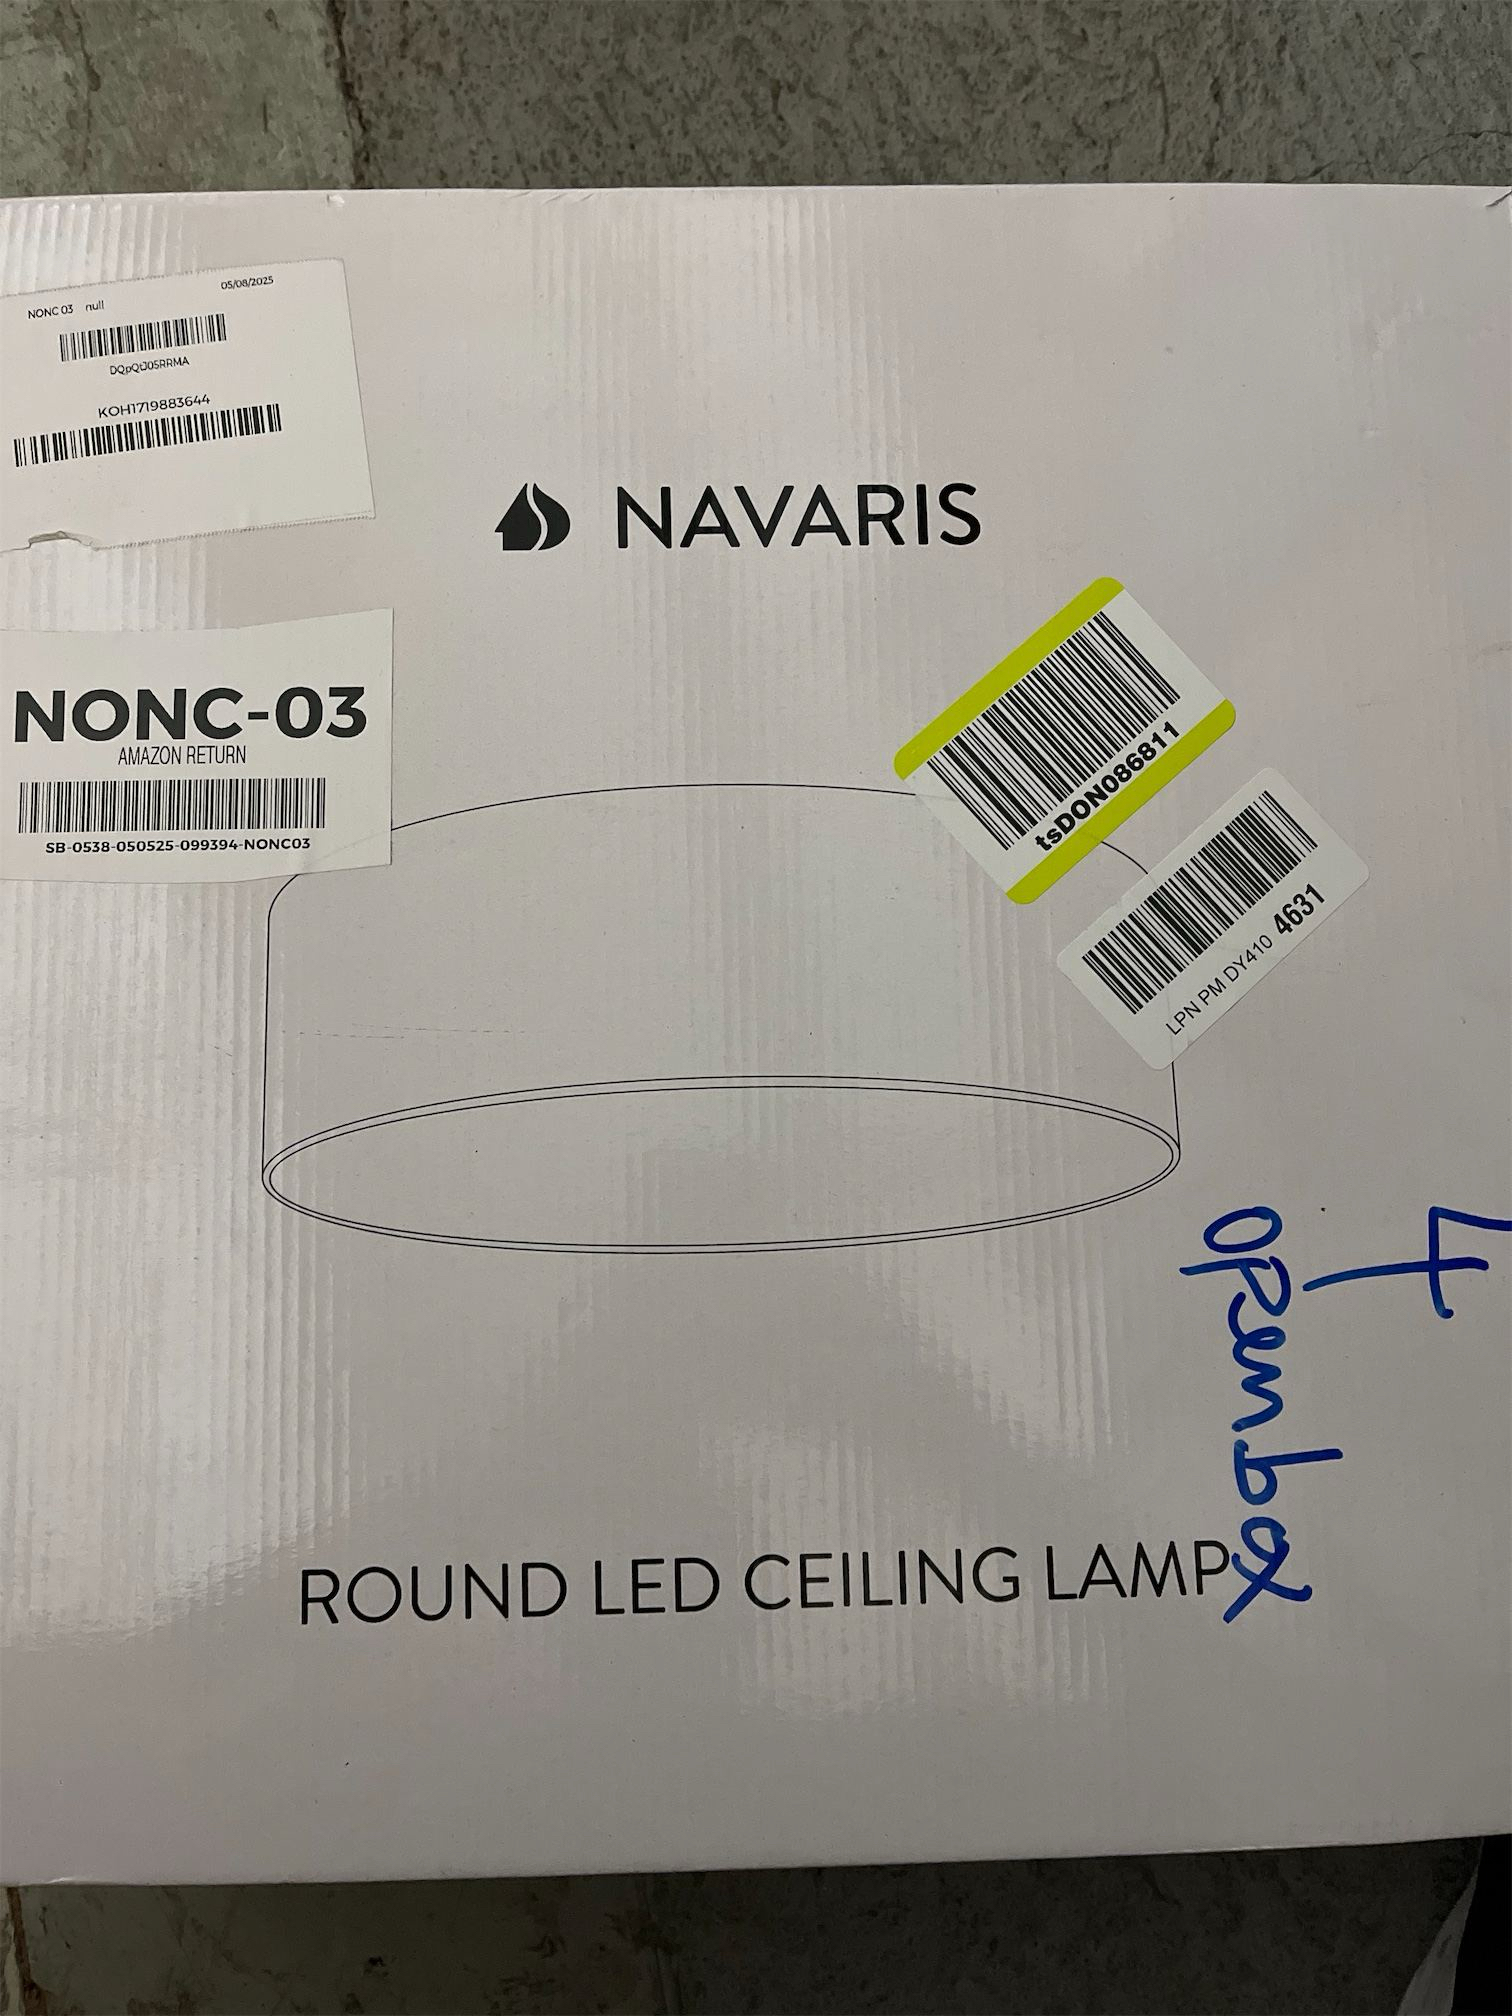 05/08/2025
NONC 03 null
DQpQtJ05RRMA
KOH1719883644
NAVARIS
NONC-03
AMAZON RETURN
SB-0538-050525-099394-NONC03
tsDON086811
LPN PM DY410 4631
4
openbox
ROUND LED CEILING LAMP